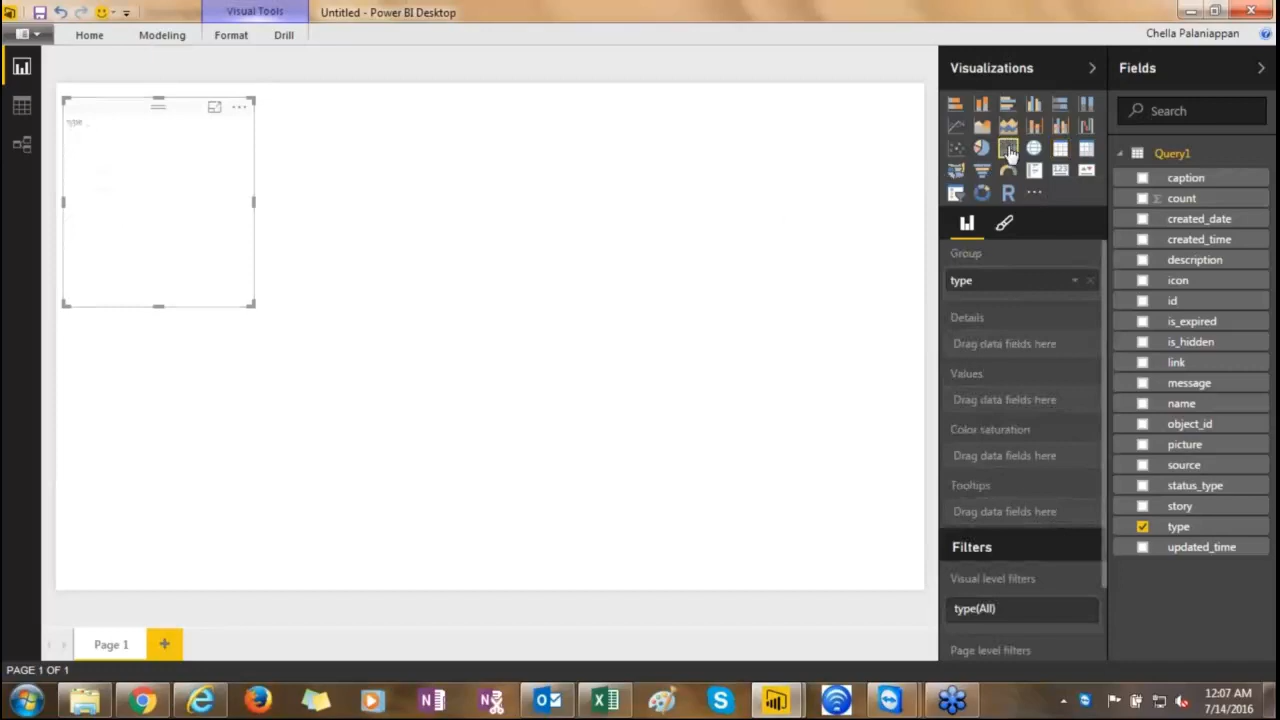 Visual Tools
Untitled - Power BI Desktop
Home
Modeling
Format
Drill
Chella Palaniappan
type
Page 1
PAGE 1 OF 1
Visualizations
R
123
Group
type
Details
Drag data fields here
Values
Drag data fields here
Color saturation
Drag data fields here
Tooltips
Drag data fields here
Filters
Visual level filters
type(All)
Page level filters
Fields
Search
Query1
caption
Σ count
created_date
created_time
description
icon
id
is_expired
is_hidden
link
message
name
object_id
picture
source
status_type
story
type
updated_time
12:07 AM
7/14/2016